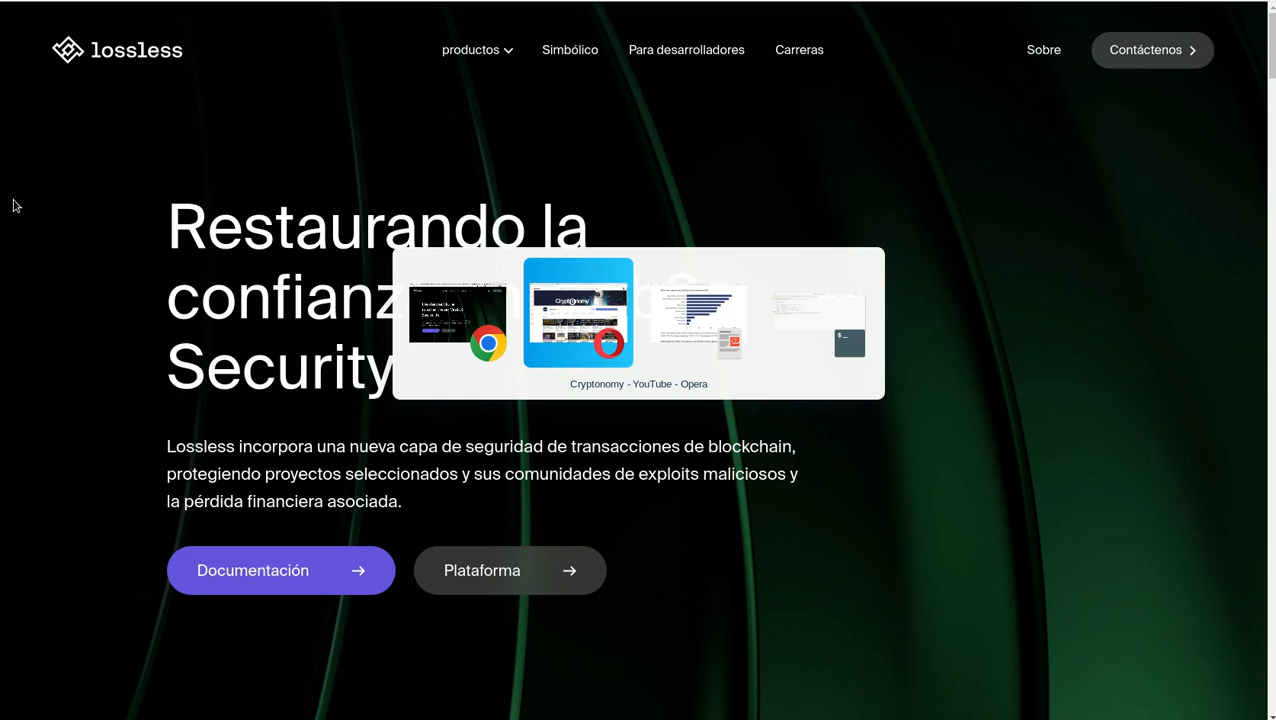 lossless
productos
Simbólico
Para desarrolladores
Carreras
Sobre
Contáctenos
Restaurando la
confianz
Security
Cryptonomy
Cryptonomy - YouTube - Opera
Lossless incorpora una nueva capa de seguridad de transacciones de blockchain,
protegiendo proyectos seleccionados y sus comunidades de exploits maliciosos y
la pérdida financiera asociada.
Documentación
Plataforma